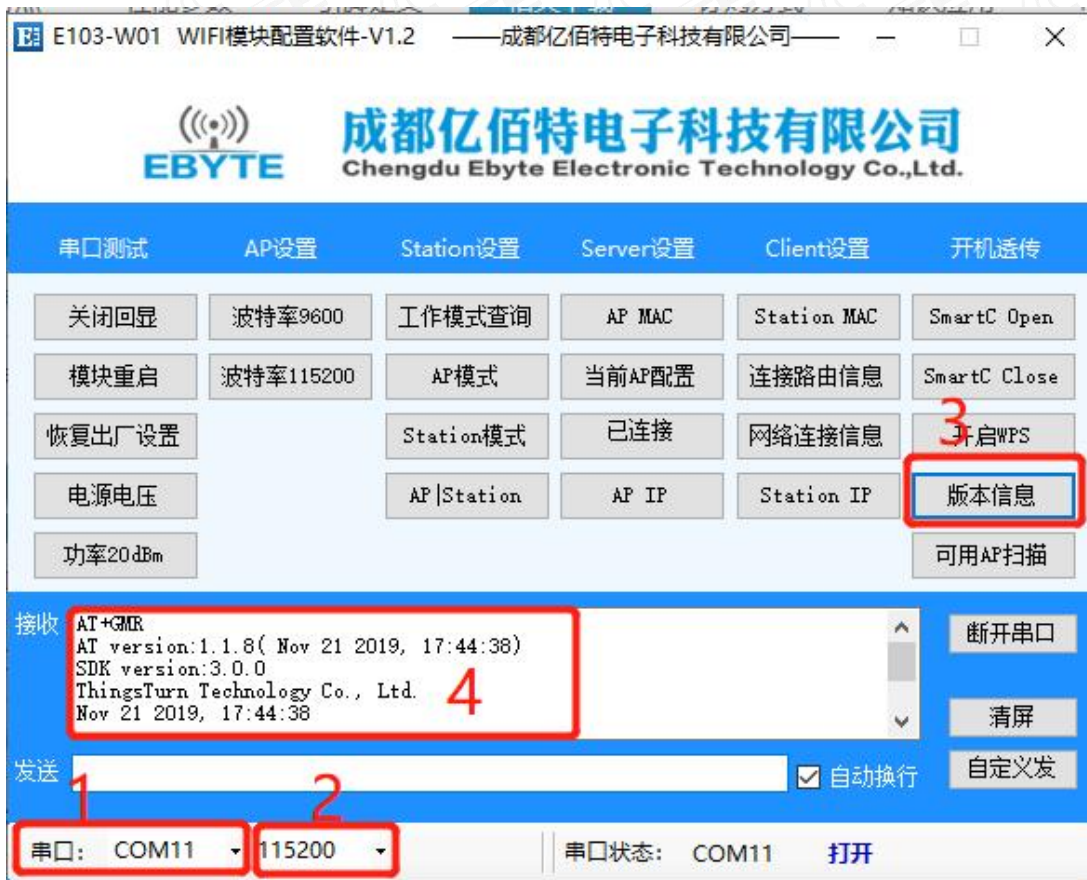 E103-W01 WIFI模块配置软件-V1.2 ——成都亿佰特电子科技有限公司——
EBYTE
成都亿佰特电子科技有限公司
Chengdu Ebyte Electronic Technology Co.,Ltd.
串口测试 AP设置 Station设置 Server设置 Client设置 开机透传
关闭回显 波特率9600 工作模式查询 AP MAC Station MAC SmartC Open
模块重启 波特率115200 AP模式 当前AP配置 连接路由信息 SmartC Close
3
恢复出厂设置 Station模式 已连接 网络连接信息 开启WPS
电源电压 AP|Station AP IP Station IP 版本信息
功率20dBm 可用AP扫描
接收 AT+GMR 断开串口
AT version:1.1.8( Nov 21 2019, 17:44:38)
SDK version:3.0.0
ThingsTurn Technology Co., Ltd.
4
Nov 21 2019, 17:44:38 清屏
发送 自动换行 自定义发
1 2
串口: COM11 115200 串口状态: COM11 打开